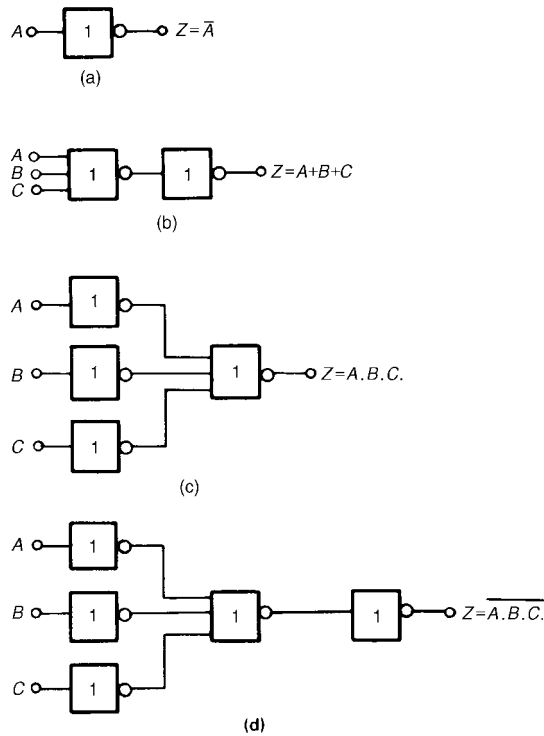 A 1 Z=A̅
(a)
A
B 1 1 Z=A+B+C
C
(b)
A 1
B 1 1 Z=A.B.C.
C 1
(c)
A 1
B 1 1 1 Z=A̅.̅B̅.̅C̅.̅
C 1
(d)